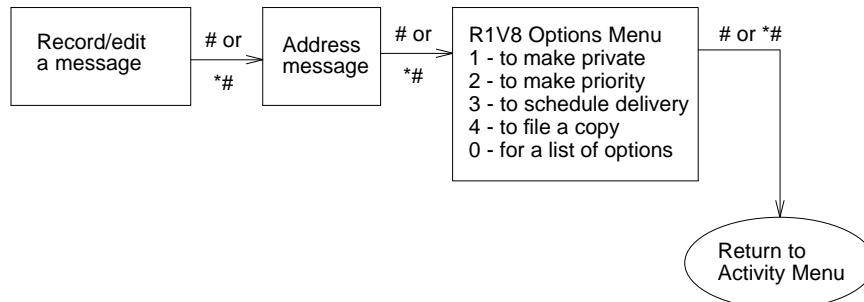 Record/edit
a message
# or
*#
Address
message
# or
*#
R1V8 Options Menu
1 - to make private
2 - to make priority
3 - to schedule delivery
4 - to file a copy
0 - for a list of options
# or *#
Return to
Activity Menu